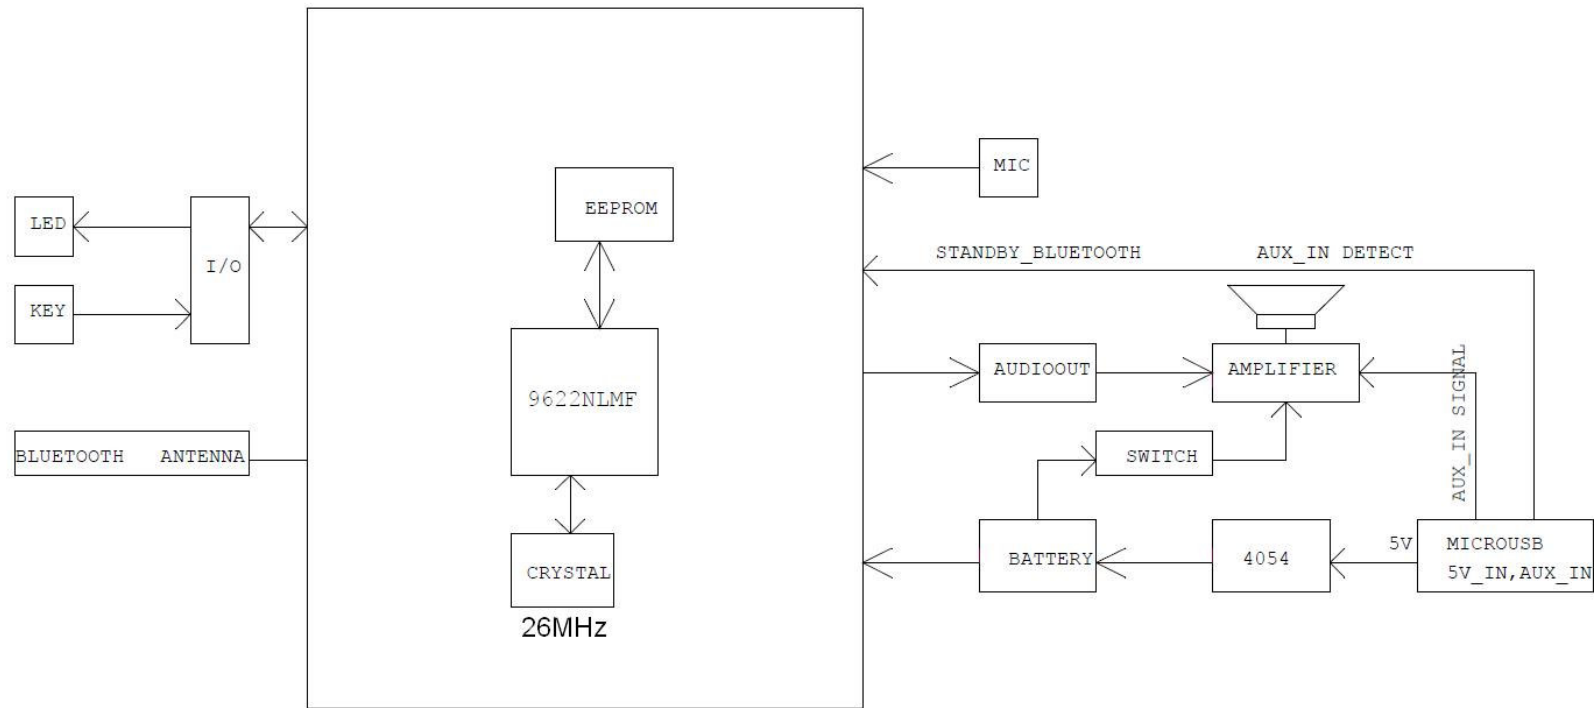 MIC
EEPROM
LED
I/O
KEY
STANDBY_BLUETOOTH
AUX_IN DETECT
AUDIOOUT
AMPLIFIER
AUX_IN SIGNAL
9622NLMF
BLUETOOTH ANTENNA
SWITCH
5V
MICROUSB
5V_IN,AUX_IN
BATTERY
4054
CRYSTAL
26MHz